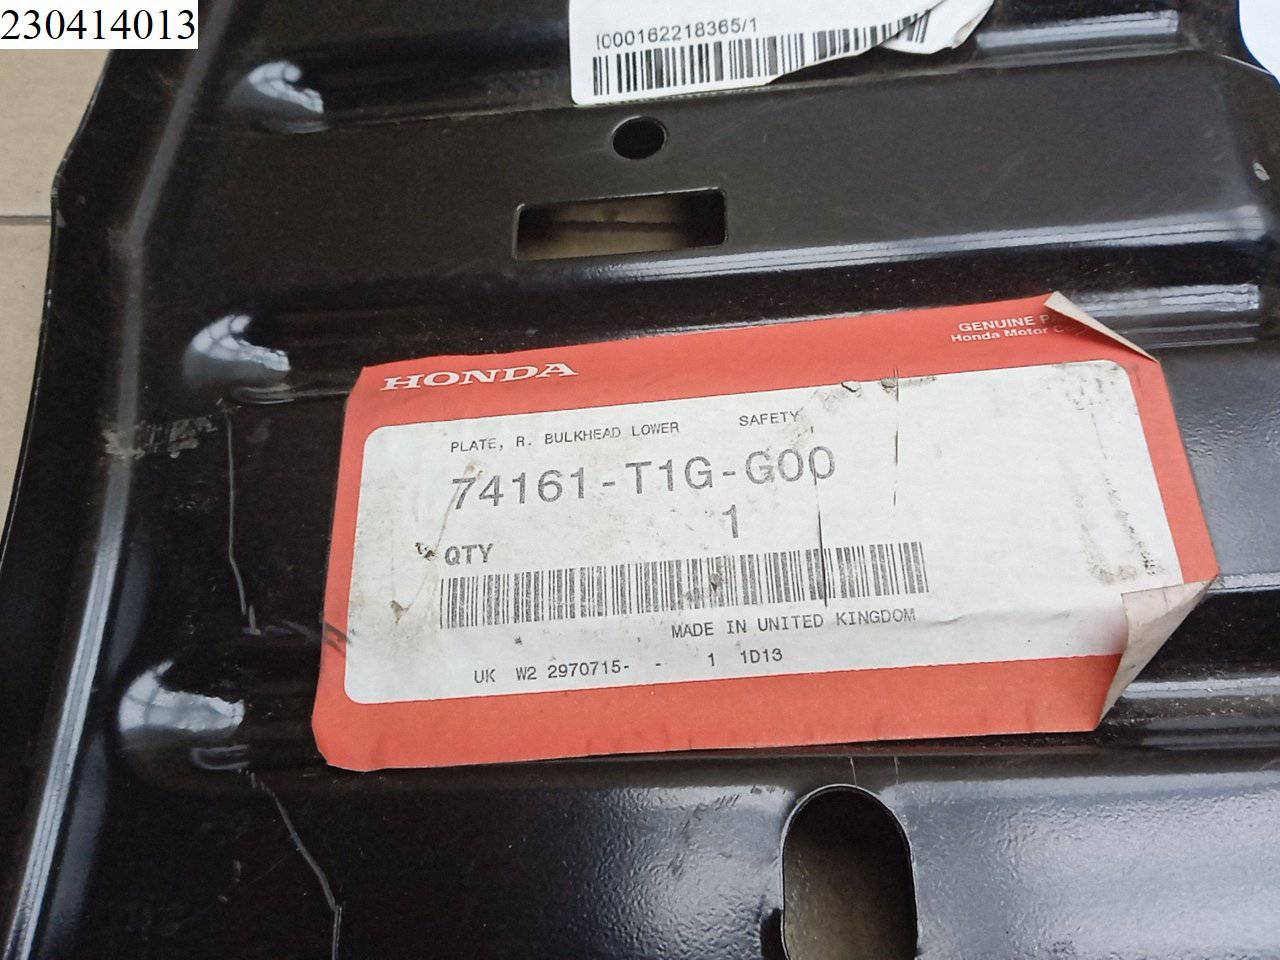 230414013
I000162218365/1
HONDA
GENUINE
Honda Motor
PLATE, R. BULKHEAD LOWER SAFETY
74161-T1G-G00
1
QTY
MADE IN UNITED KINGDOM
UK W2 2970715- - 1 1D13